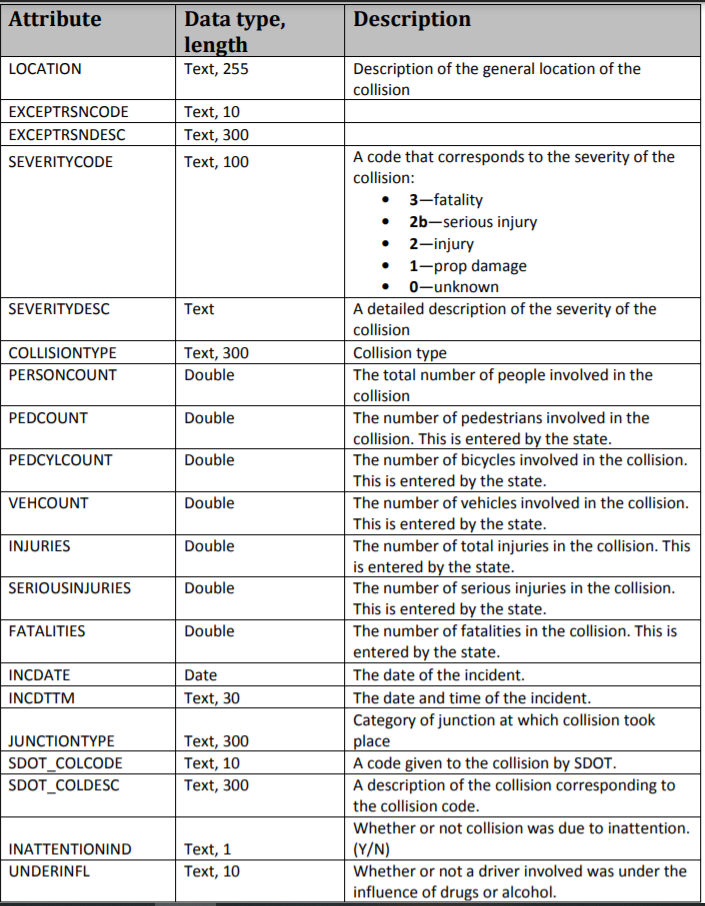 Attribute Data type, Description
length
LOCATION Text, 255 Description of the general location of the
collision
EXCEPTRSNCODE Text, 10
EXCEPTRSNDESC Text, 300
SEVERITYCODE Text, 100 A code that corresponds to the severity of the
collision:
• 3—fatality
• 2b—serious injury
• 2—injury
• 1—prop damage
• 0—unknown
SEVERITYDESC Text A detailed description of the severity of the
collision
COLLISIONTYPE Text, 300 Collision type
PERSONCOUNT Double The total number of people involved in the
collision
PEDCOUNT Double The number of pedestrians involved in the
collision. This is entered by the state.
PEDCYLCOUNT Double The number of bicycles involved in the collision.
This is entered by the state.
VEHCOUNT Double The number of vehicles involved in the collision.
This is entered by the state.
INJURIES Double The number of total injuries in the collision. This
is entered by the state.
SERIOUSINJURIES Double The number of serious injuries in the collision.
This is entered by the state.
FATALITIES Double The number of fatalities in the collision. This is
entered by the state.
INCDATE Date The date of the incident.
INCDTTM Text, 30 The date and time of the incident.
Category of junction at which collision took
JUNCTIONTYPE Text, 300 place
SDOT_COLCODE Text, 10 A code given to the collision by SDOT.
SDOT_COLDESC Text, 300 A description of the collision corresponding to
the collision code.
Whether or not collision was due to inattention.
INATTENTIONIND Text, 1 (Y/N)
UNDERINFL Text, 10 Whether or not a driver involved was under the
influence of drugs or alcohol.